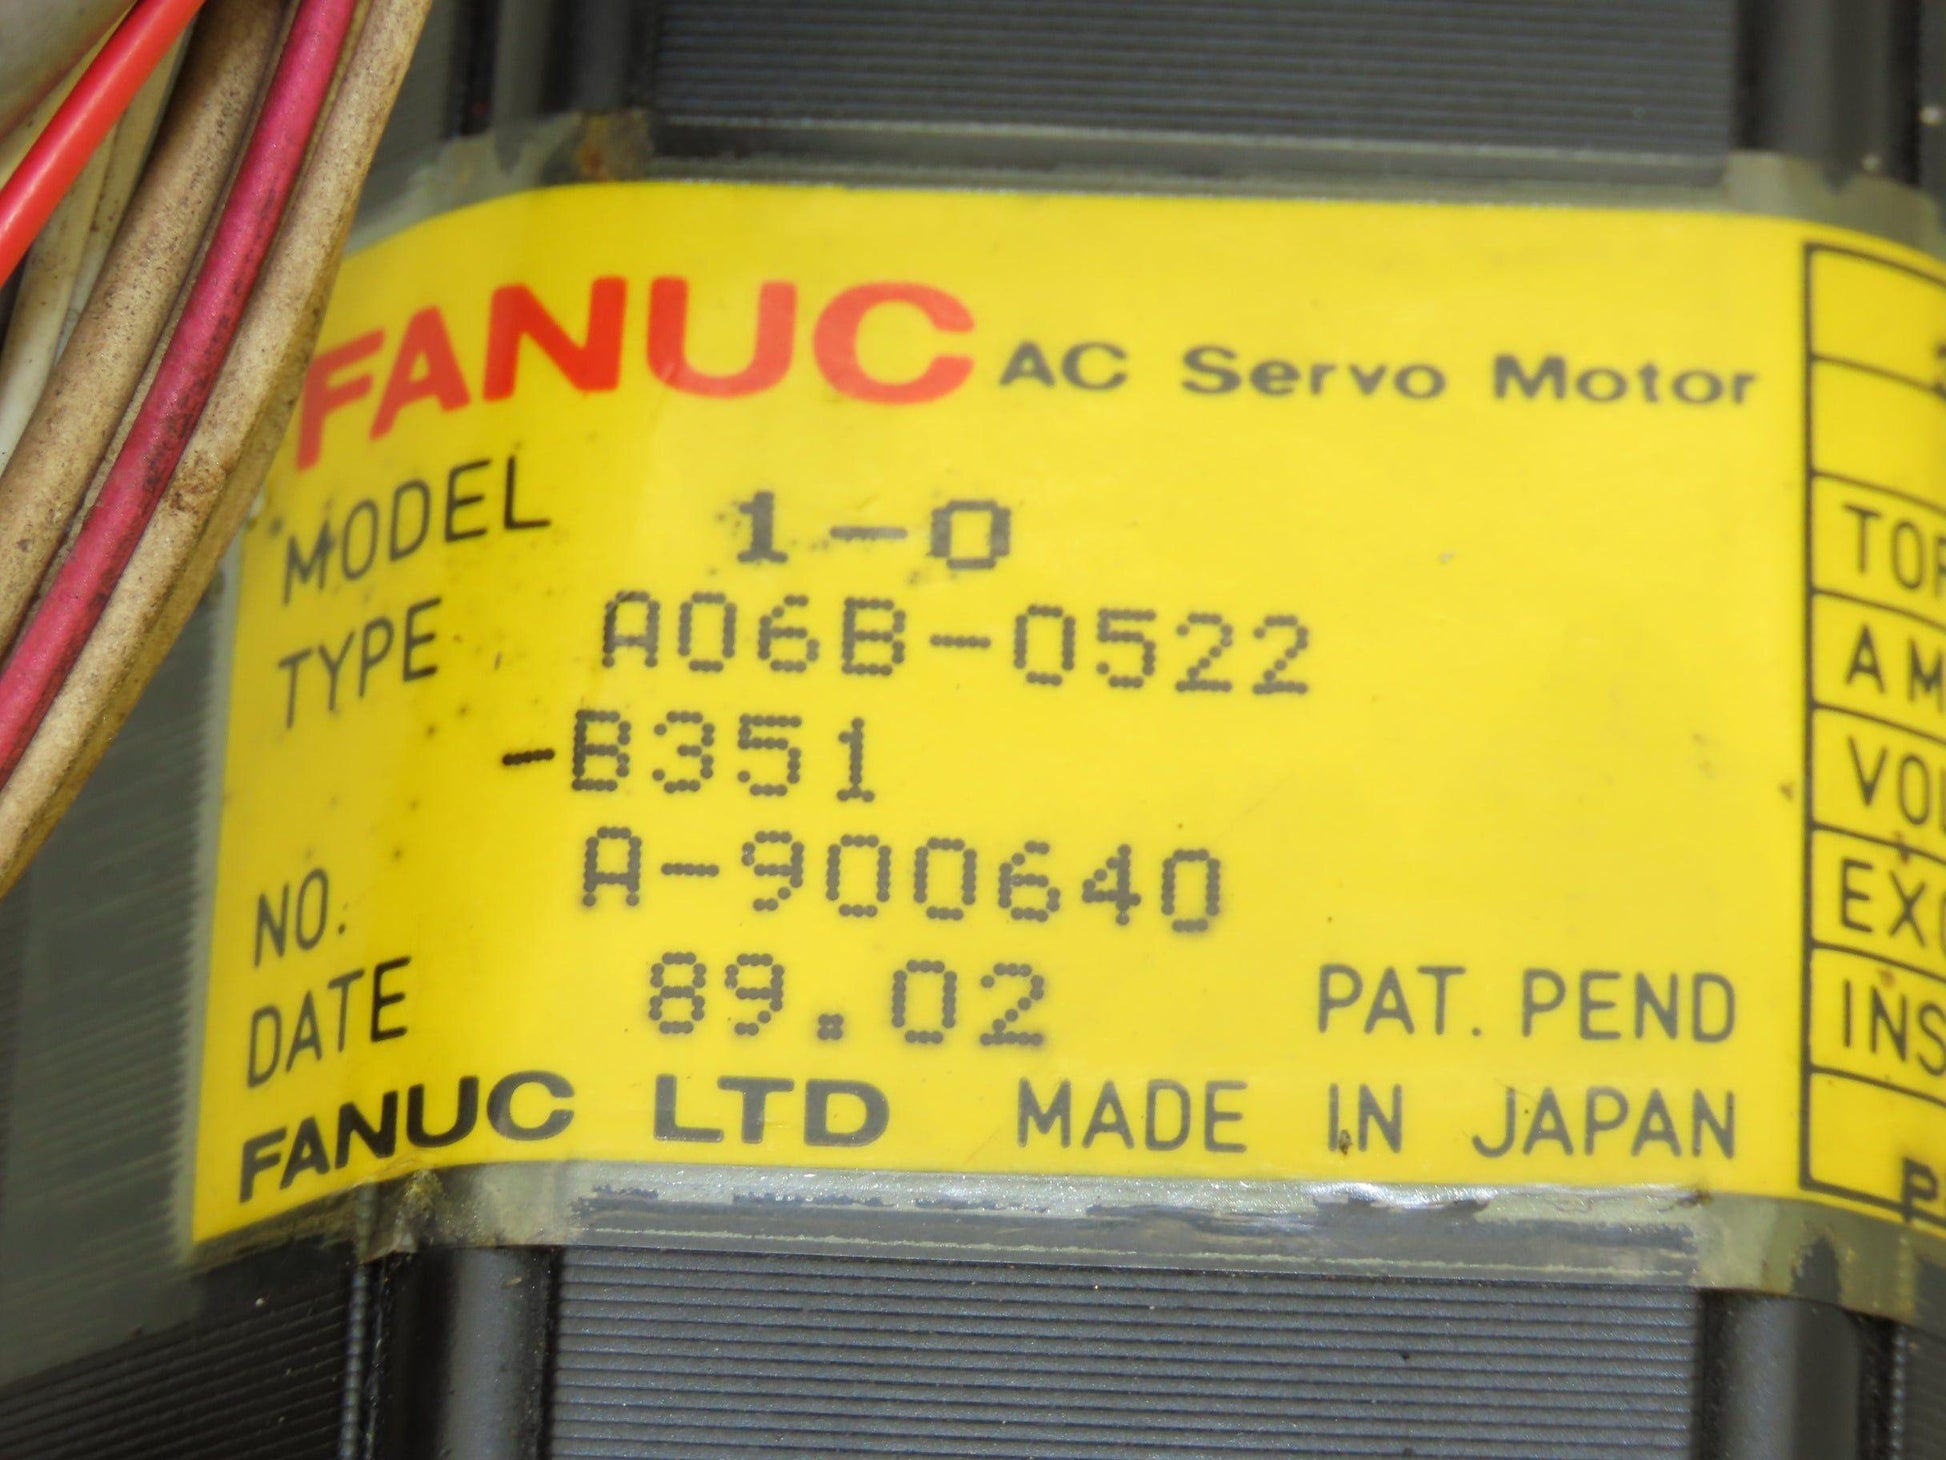 FANUC AC Servo Motor
MODEL 1-0
TYPE A06B-0522
-B351
NO. A-900640
DATE 89.02 PAT. PEND
FANUC LTD MADE IN JAPAN